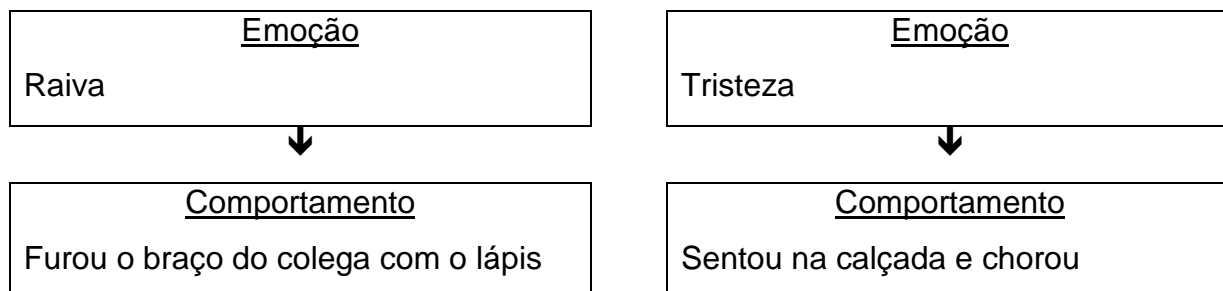 Emoção
Raiva
Comportamento
Furou o braço do colega com o lápis
Emoção
Tristeza
Comportamento
Sentou na calçada e chorou